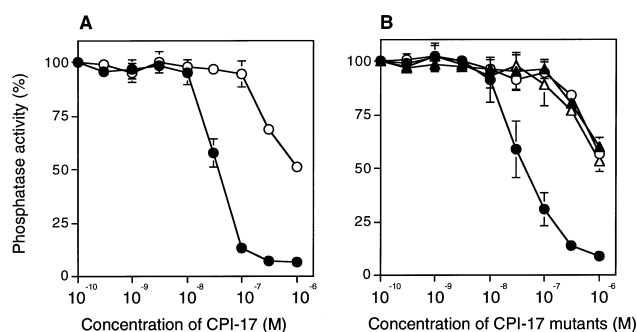 A
B
Phosphatase activity (%)
100
75
50
25
0
10⁻¹⁰ 10⁻⁹ 10⁻⁸ 10⁻⁷ 10⁻⁶
Concentration of CPI-17 (M)
100
75
50
25
0
10⁻¹⁰ 10⁻⁹ 10⁻⁸ 10⁻⁷ 10⁻⁶
Concentration of CPI-17 mutants (M)